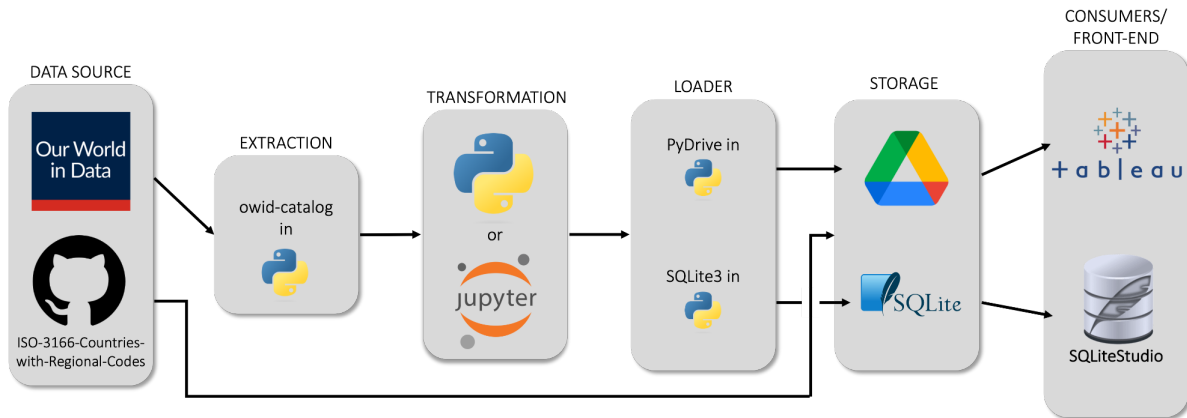 DATA SOURCE
Our World
in Data
ISO-3166-Countries-
with-Regional-Codes
EXTRACTION
owid-catalog
in
TRANSFORMATION
or
jupyter
LOADER
PyDrive in
SQLite3 in
STORAGE
SQLite
CONSUMERS/
FRONT-END
+ a b l e a u
SQLiteStudio